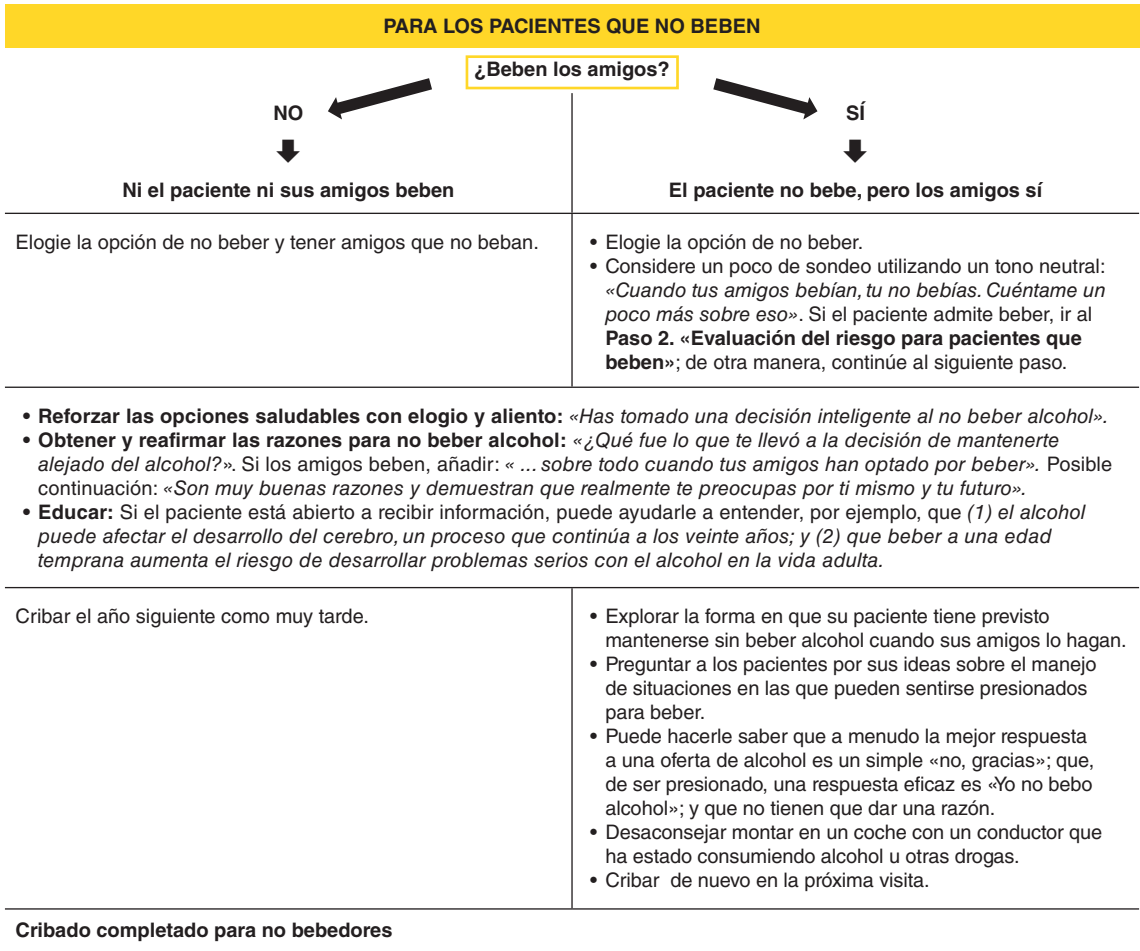 PARA LOS PACIENTES QUE NO BEBEN
¿Beben los amigos?
NO
SÍ
Ni el paciente ni sus amigos beben
El paciente no bebe, pero los amigos sí
Elogie la opción de no beber y tener amigos que no beban.
• Elogie la opción de no beber.
• Considere un poco de sondeo utilizando un tono neutral:
«Cuando tus amigos bebían, tu no bebías. Cuéntame un
poco más sobre eso». Si el paciente admite beber, ir al
Paso 2. «Evaluación del riesgo para pacientes que
beben»; de otra manera, continúe al siguiente paso.
• Reforzar las opciones saludables con elogio y aliento: «Has tomado una decisión inteligente al no beber alcohol».
• Obtener y reafirmar las razones para no beber alcohol: «¿Qué fue lo que te llevó a la decisión de mantenerte
alejado del alcohol?». Si los amigos beben, añadir: « ... sobre todo cuando tus amigos han optado por beber». Posible
continuación: «Son muy buenas razones y demuestran que realmente te preocupas por ti mismo y tu futuro».
• Educar: Si el paciente está abierto a recibir información, puede ayudarle a entender, por ejemplo, que (1) el alcohol
puede afectar el desarrollo del cerebro, un proceso que continúa a los veinte años; y (2) que beber a una edad
temprana aumenta el riesgo de desarrollar problemas serios con el alcohol en la vida adulta.
Cribar el año siguiente como muy tarde.
• Explorar la forma en que su paciente tiene previsto
mantenerse sin beber alcohol cuando sus amigos lo hagan.
• Preguntar a los pacientes por sus ideas sobre el manejo
de situaciones en las que pueden sentirse presionados
para beber.
• Puede hacerle saber que a menudo la mejor respuesta
a una oferta de alcohol es un simple «no, gracias»; que,
de ser presionado, una respuesta eficaz es «Yo no bebo
alcohol»; y que no tienen que dar una razón.
• Desaconsejar montar en un coche con un conductor que
ha estado consumiendo alcohol u otras drogas.
• Cribar de nuevo en la próxima visita.
Cribado completado para no bebedores